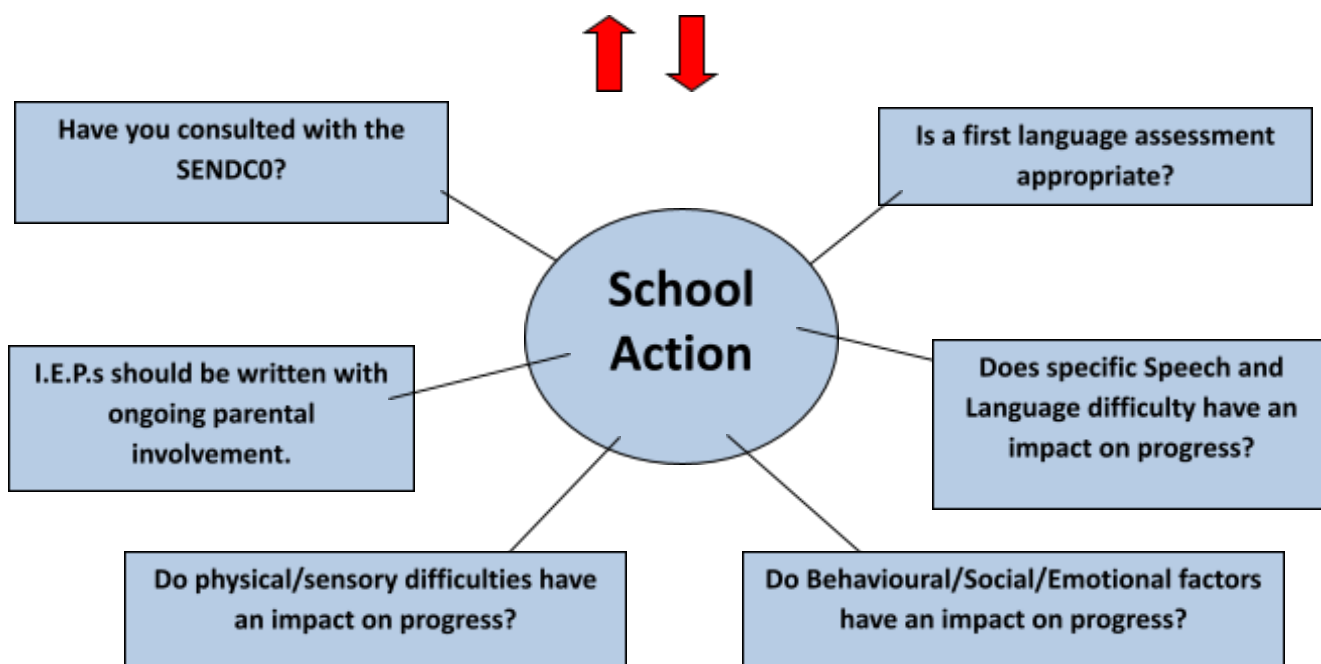 Have you consulted with the
SENDC0?
Is a first language assessment
appropriate?
School
Action
I.E.P.s should be written with
ongoing parental
involvement.
Does specific Speech and
Language difficulty have an
impact on progress?
Do physical/sensory difficulties have
an impact on progress?
Do Behavioural/Social/Emotional factors
have an impact on progress?